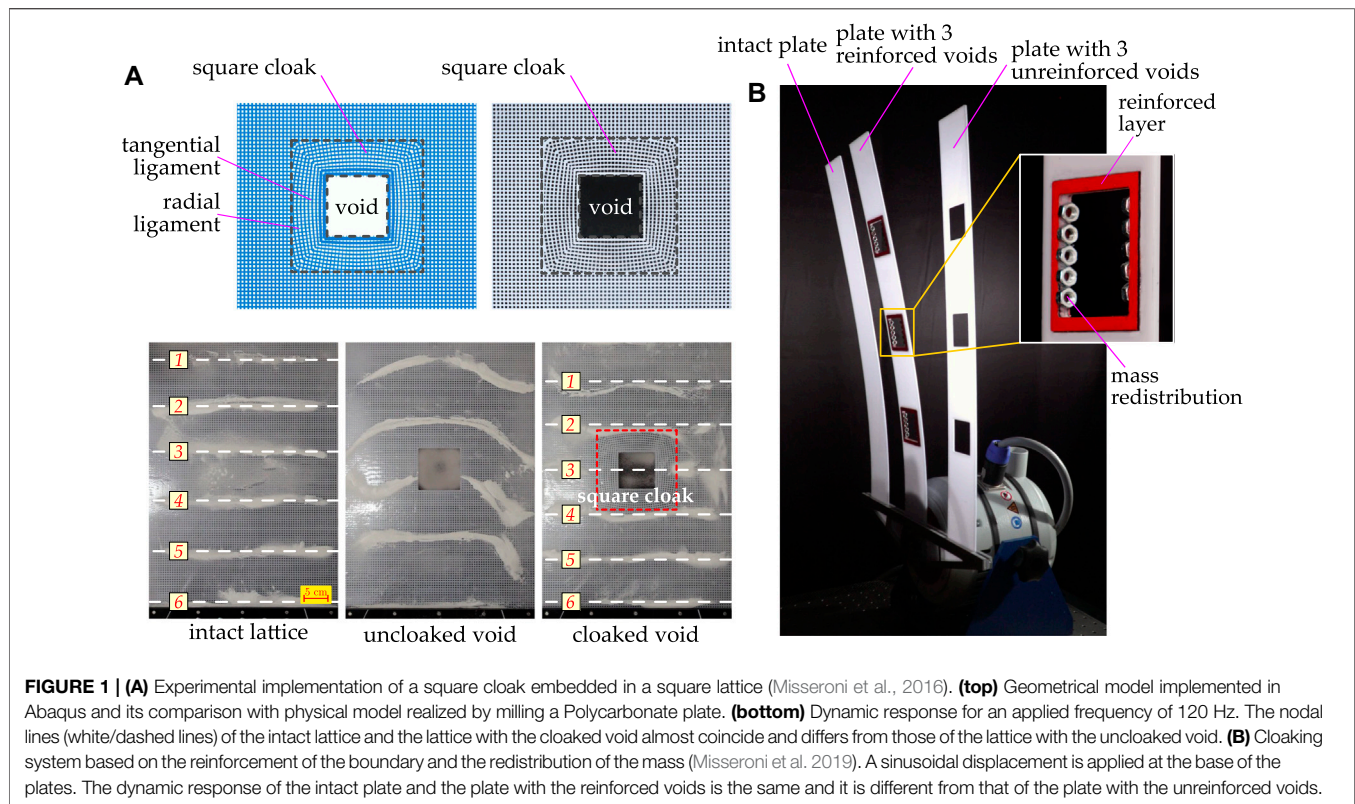 A
square cloak
square cloak
tangential
ligament
radial
ligament
void
void
1
2
3
4
5
6
5 cm
intact lattice
uncloaked void
1
2
3
square cloak
4
5
6
cloaked void
B
intact plate
plate with 3
reinforced voids
plate with 3
unreinforced voids
reinforced
layer
mass
redistribution
FIGURE 1 | (A) Experimental implementation of a square cloak embedded in a square lattice (Misseroni et al., 2016). (top) Geometrical model implemented in
Abaqus and its comparison with physical model realized by milling a Polycarbonate plate. (bottom) Dynamic response for an applied frequency of 120 Hz. The nodal
lines (white/dashed lines) of the intact lattice and the lattice with the cloaked void almost coincide and differs from those of the lattice with the uncloaked void. (B) Cloaking
system based on the reinforcement of the boundary and the redistribution of the mass (Misseroni et al. 2019). A sinusoidal displacement is applied at the base of the
plates. The dynamic response of the intact plate and the plate with the reinforced voids is the same and it is different from that of the plate with the unreinforced voids.